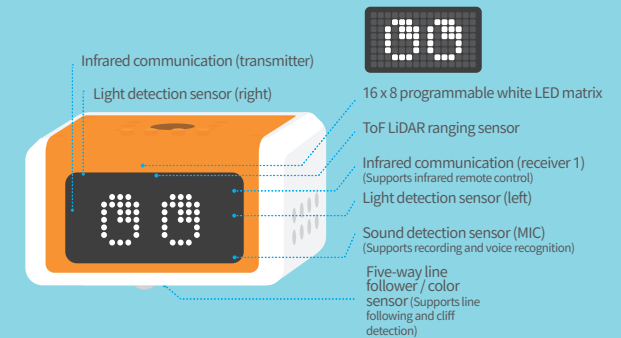 Infrared communication (transmitter)
Light detection sensor (right)
16 x 8 programmable white LED matrix
ToF LiDAR ranging sensor
Infrared communication (receiver 1)
(Supports infrared remote control)
Light detection sensor (left)
Sound detection sensor (MIC)
(Supports recording and voice recognition)
Five-way line
follower / color
sensor (Supports line
following and cliff
detection)